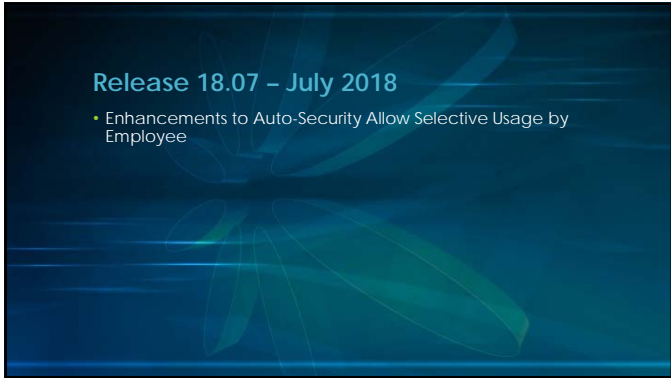 Release 18.07 – July 2018
• Enhancements to Auto-Security Allow Selective Usage by
Employee